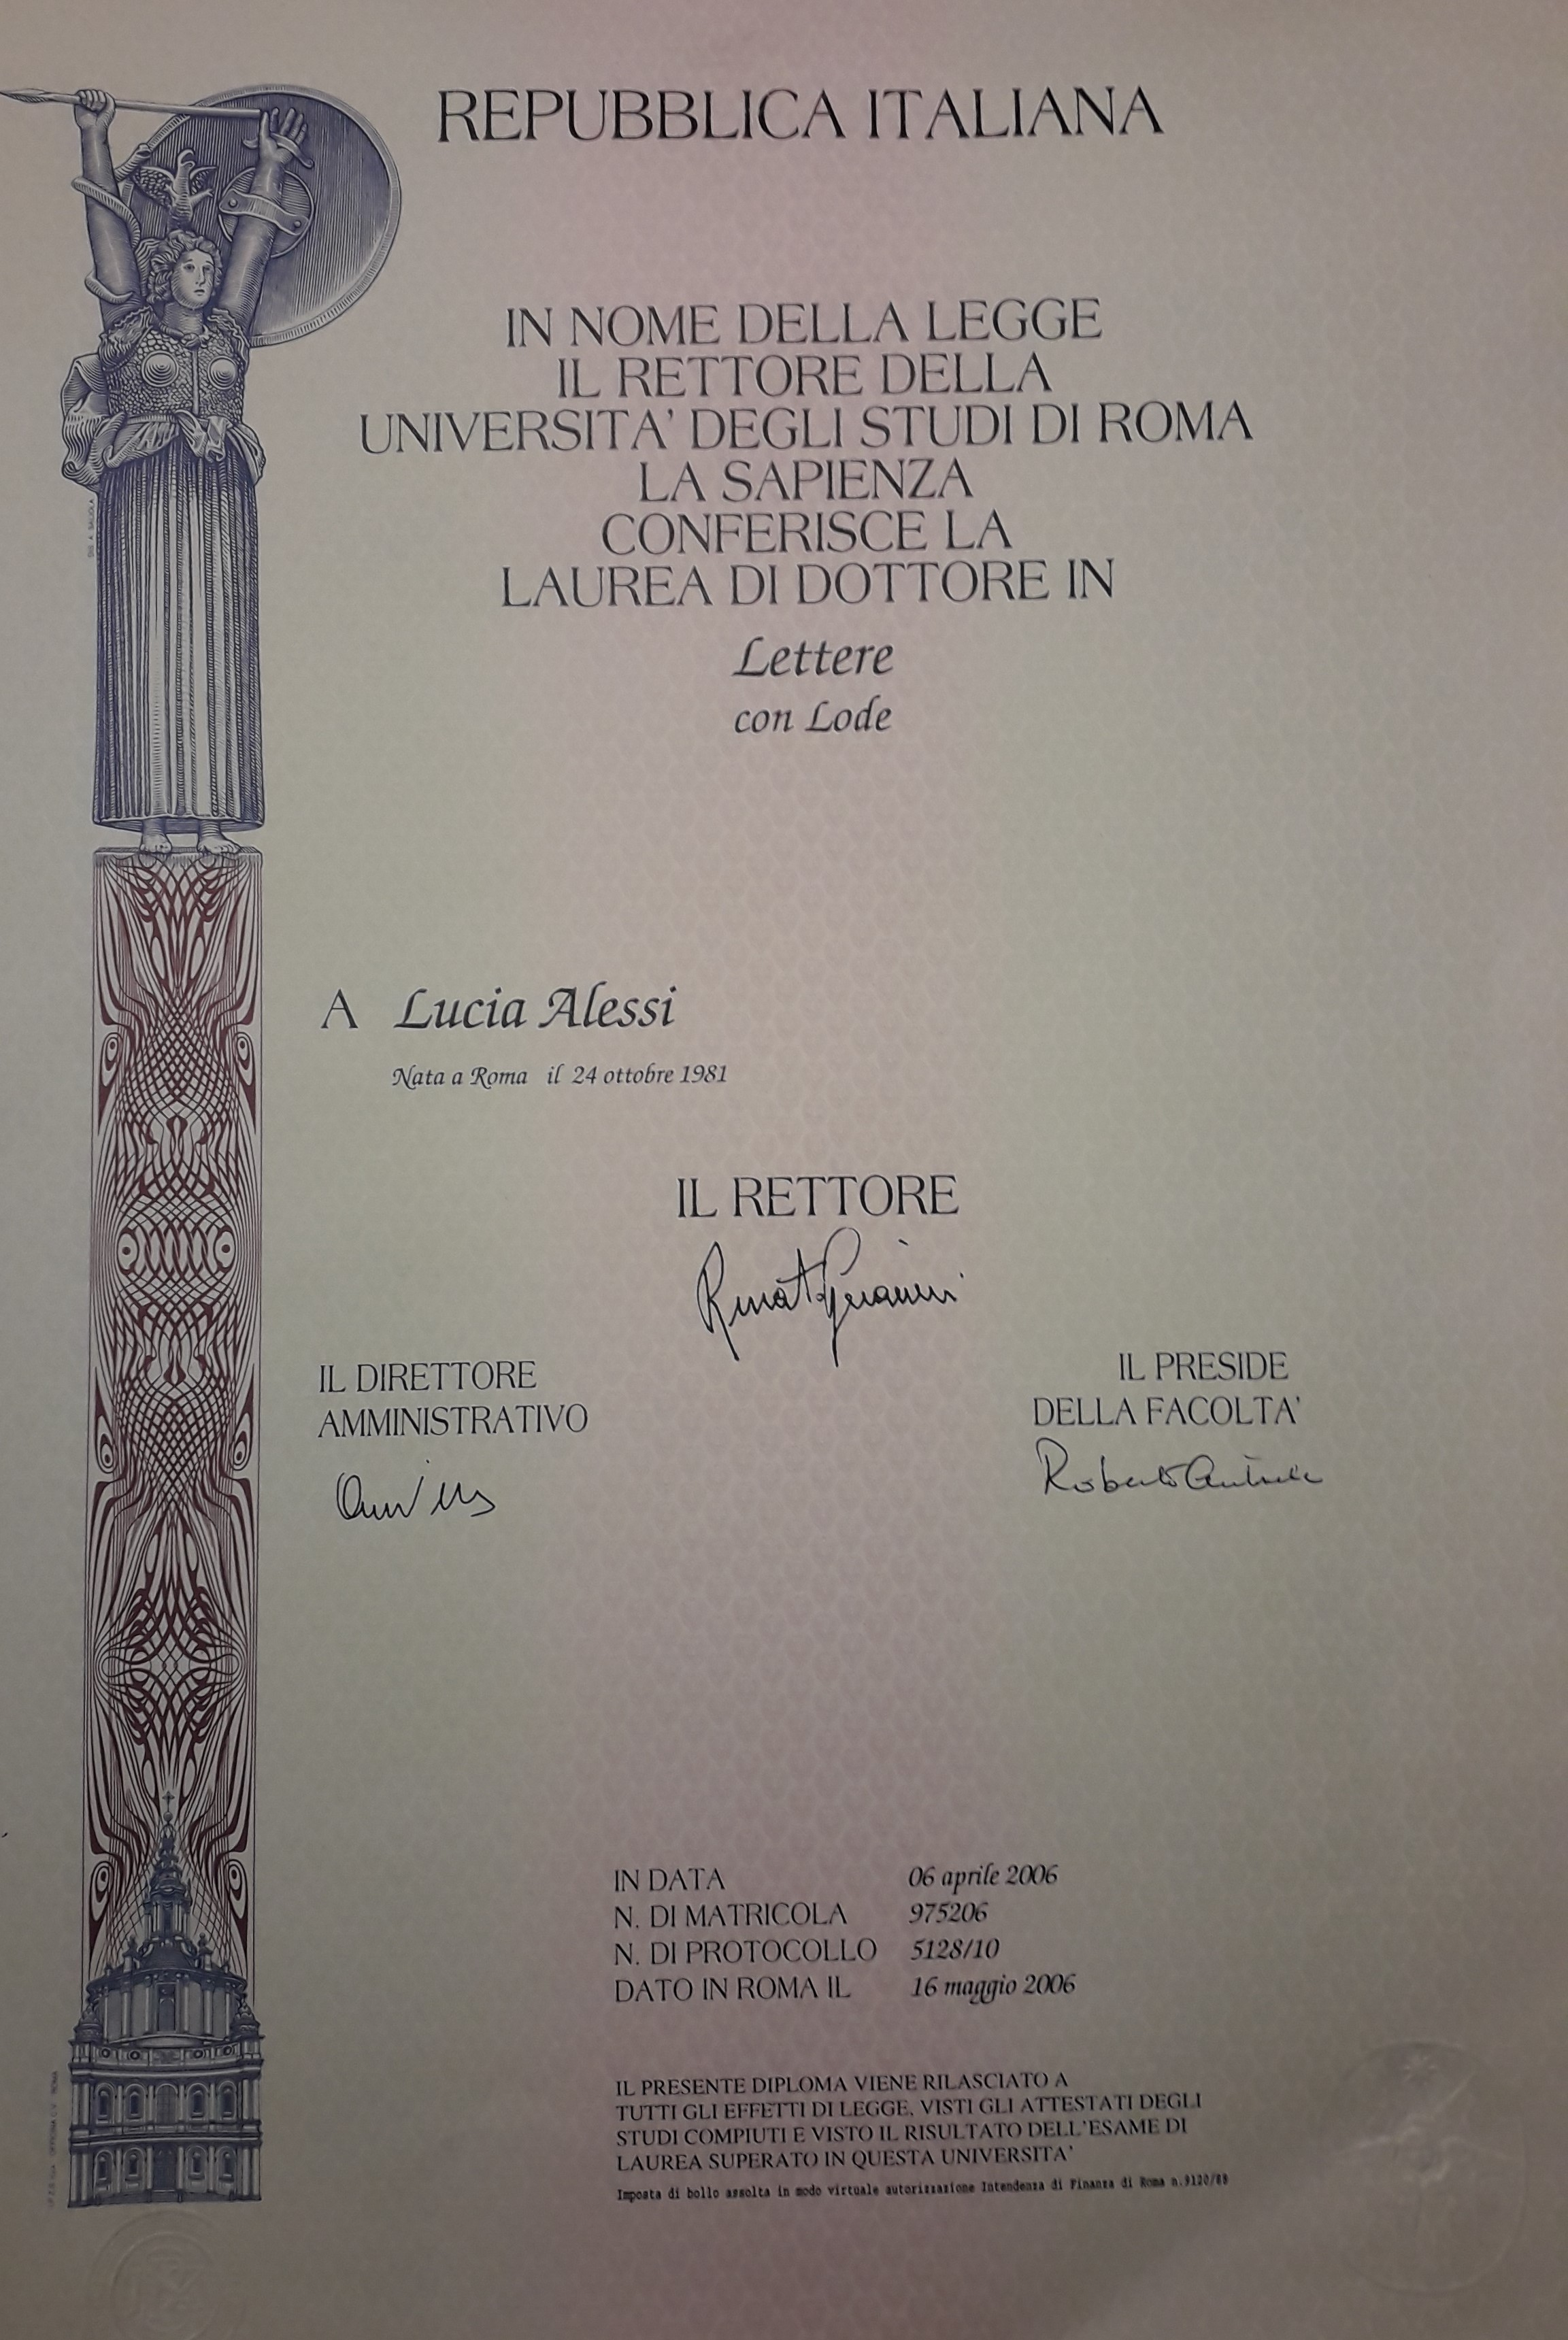 REPUBBLICA ITALIANA
IN NOME DELLA LEGGE
IL RETTORE DELLA
UNIVERSITA' DEGLI STUDI DI ROMA
LA SAPIENZA
CONFERISCE LA
LAUREA DI DOTTORE IN
Lettere
con Lode
A Lucia Alessi
Nata a Roma il 24 ottobre 1981
IL RETTORE
IL DIRETTORE
AMMINISTRATIVO
IL PRESIDE
DELLA FACOLTA'
Roberto
IN DATA 06 aprile 2006
N. DI MATRICOLA 975206
N. DI PROTOCOLLO 5128/10
DATO IN ROMA IL 16 maggio 2006
IL PRESENTE DIPLOMA VIENE RILASCIATO A
TUTTI GLI EFFETTI DI LEGGE, VISTI GLI ATTESTATI DEGLI
STUDI COMPIUTI E VISTO IL RISULTATO DELL'ESAME DI
LAUREA SUPERATO IN QUESTA UNIVERSITA'
Imposta di bollo assolta in modo virtuale autorizzazione Intendenza di Finanza di Roma n.9120/88